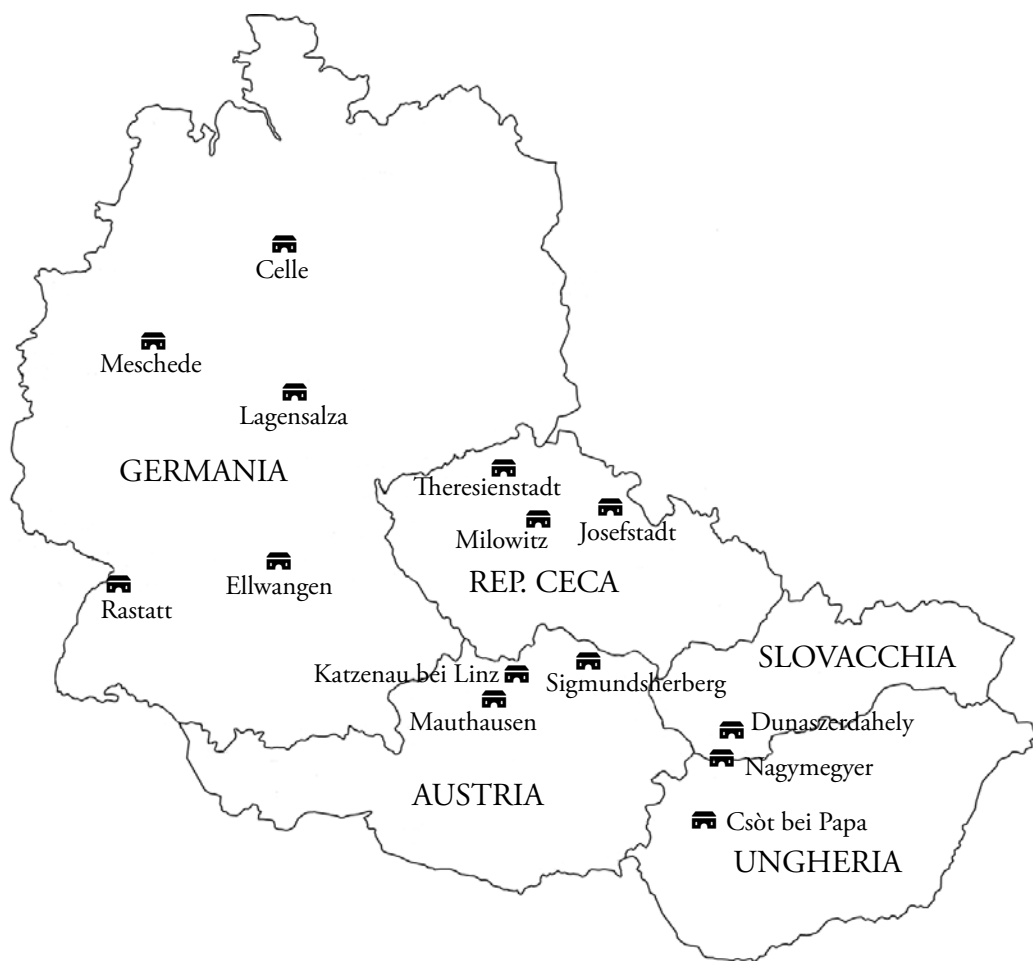 Celle
Meschede
Lagensalza
GERMANIA
Theresienstadt
Josefstadt
Milowitz
REP. CECA
Ellwangen
Rastatt
SLOVACCHIA
Katzenau bei Linz
Sigmundsherberg
Mauthausen
Dunaszerdahely
Nagymegyer
AUSTRIA
Csòt bei Papa
UNGHERIA